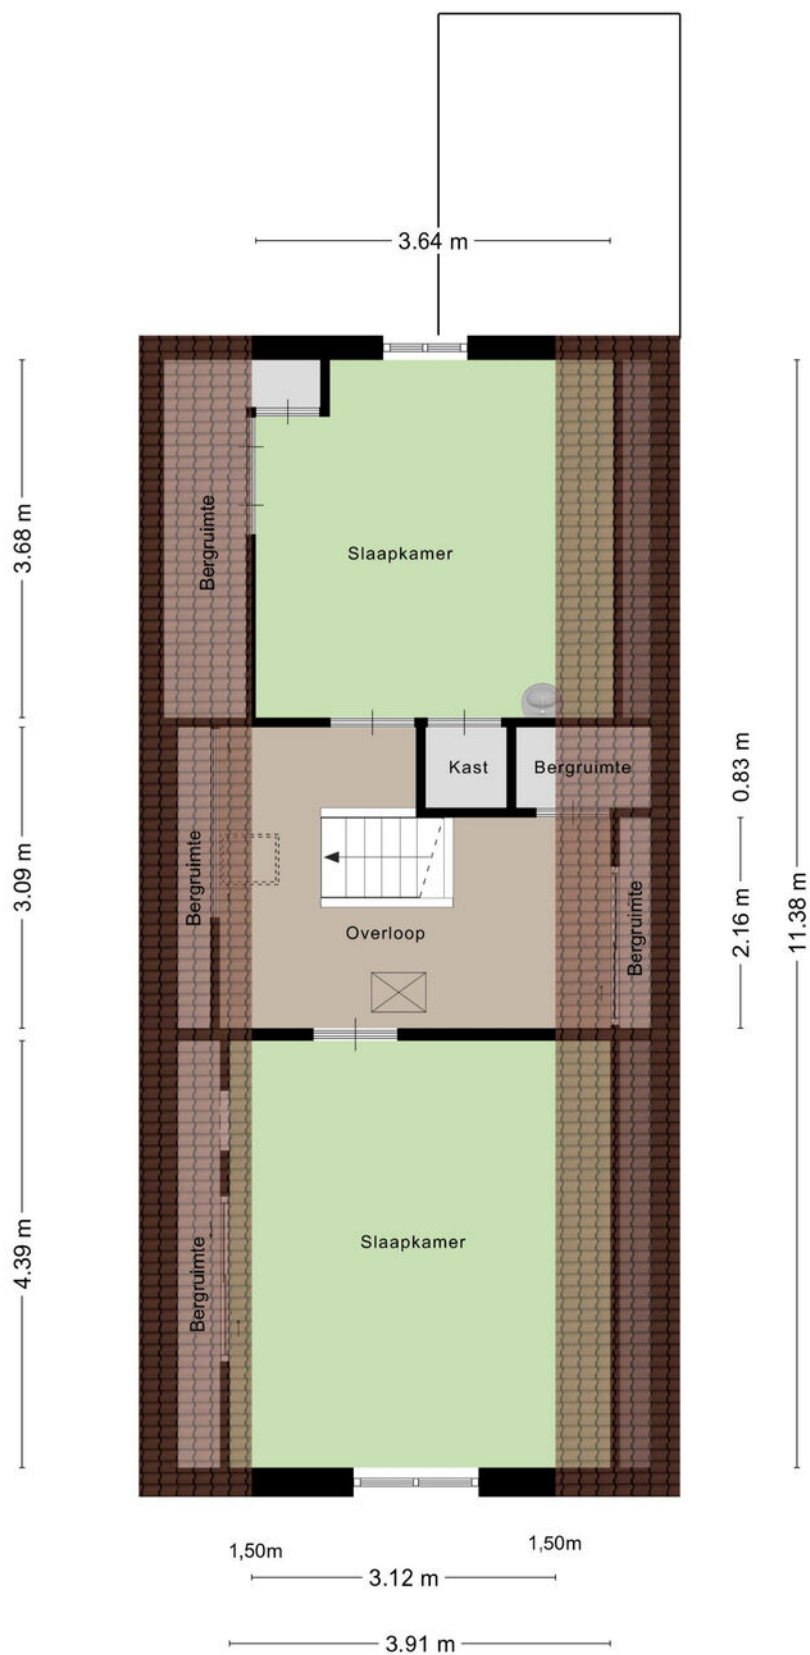 3.64 m
3.68 m
Bergruimte
Slaapkamer
Kast
Bergruimte
0.83 m
3.09 m
Bergruimte
Overloop
Bergruimte
2.16 m
11.38 m
4.39 m
Bergruimte
Slaapkamer
1,50m
1,50m
3.12 m
3.91 m